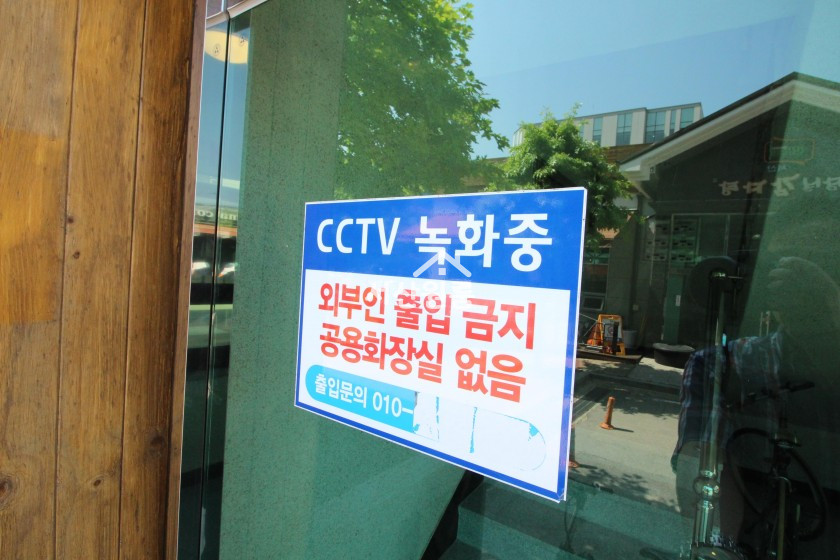 CCTV 녹화중
외부인 출입 금지
공용화장실 없음
출입문의 010-